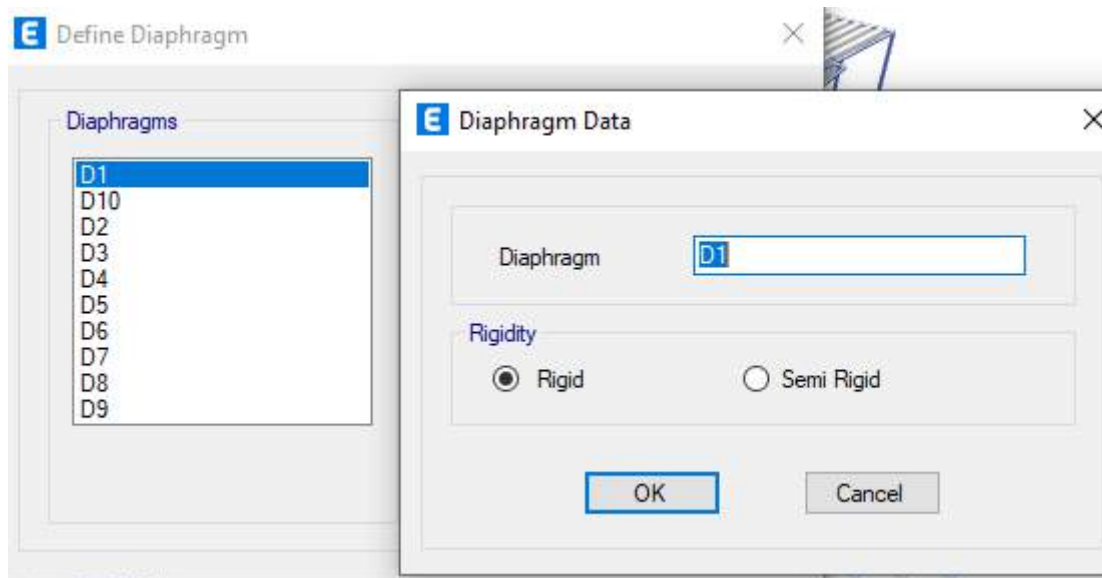 E Define Diaphragm
Diaphragms
D1
D10
D2
D3
D4
D5
D6
D7
D8
D9
E Diaphragm Data
Diaphragm D1
Rigidity
Rigid Semi Rigid
OK Cancel